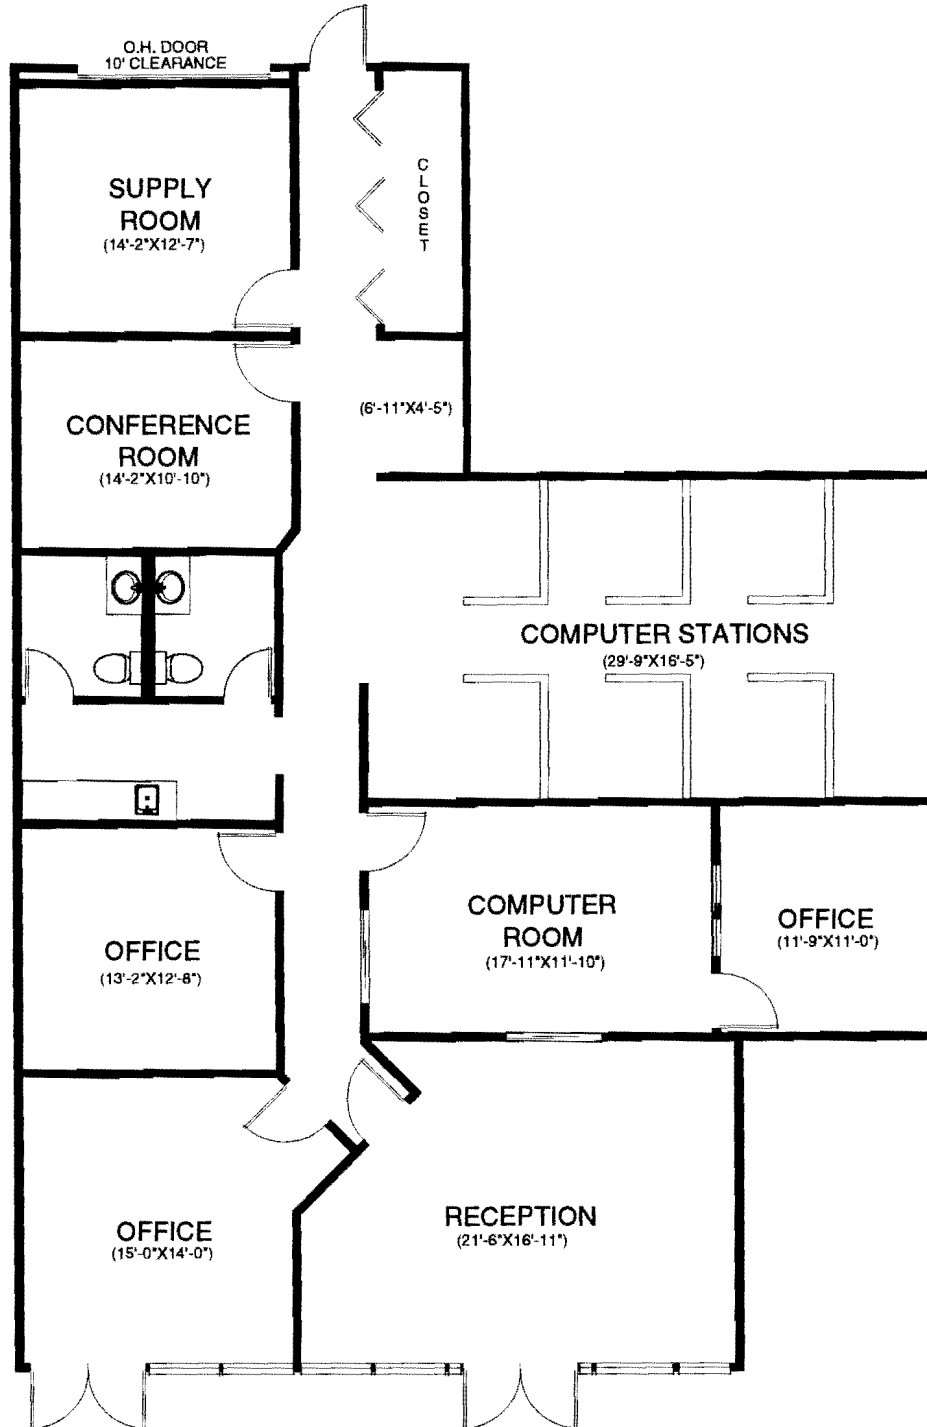 O.H. DOOR
10' CLEARANCE
SUPPLY
ROOM
(14'-2"X12'-7")
CLOSET
CONFERENCE
ROOM
(14'-2"X10'-10")
(6'-11"X4'-5")
COMPUTER STATIONS
(29'-9"X16'-5")
COMPUTER
ROOM
(17'-11"X11'-10")
OFFICE
(11'-9"X11'-0")
OFFICE
(13'-2"X12'-8")
OFFICE
(15'-0"X14'-0")
RECEPTION
(21'-6"X16'-11")